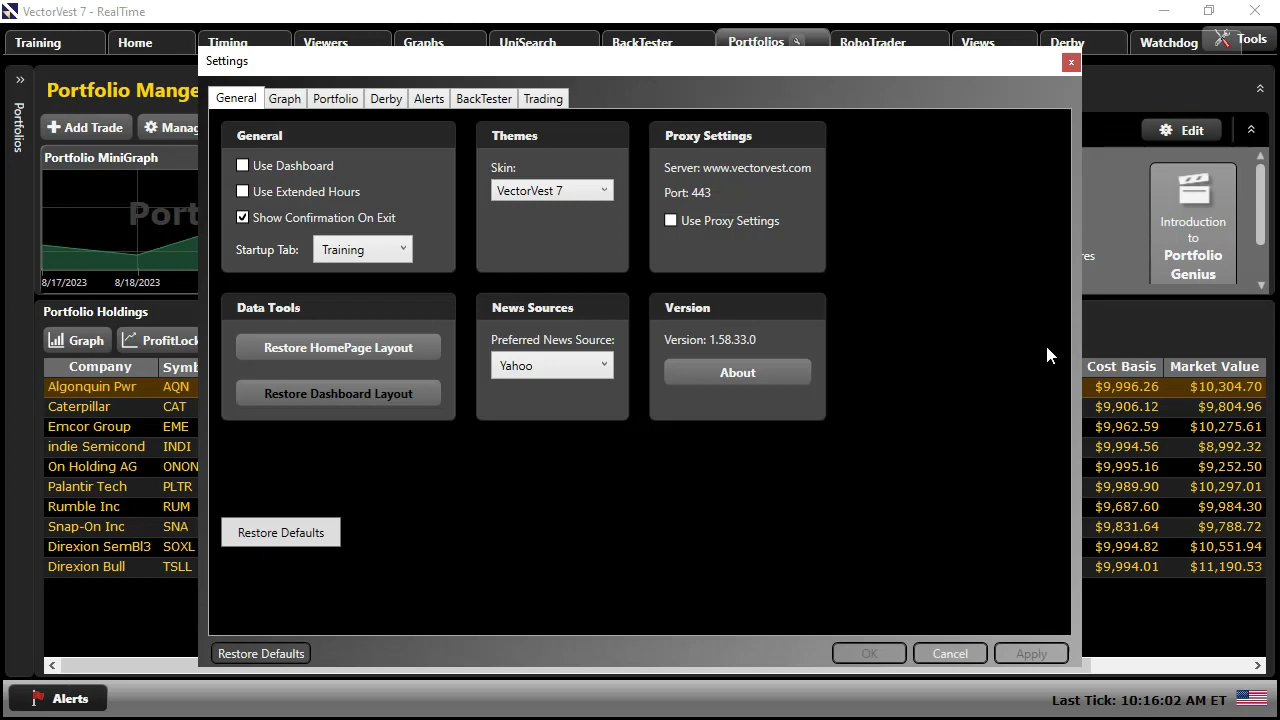 VectorVest 7 - RealTime
Training Home Timing Viewers Graphs UniSearch BackTester Portfolios RoboTrader Views Derby Watchdog Tools
Settings
Portfolio Mange
Portfolios
Add Trade Manag
Edit
Portfolio MiniGraph
Port
8/17/2023 8/18/2023
Introduction
to
Portfolio
Genius
res
General Graph Portfolio Derby Alerts BackTester Trading
General
Use Dashboard
Use Extended Hours
Show Confirmation On Exit
Startup Tab: Training
Themes
Skin:
VectorVest 7
Proxy Settings
Server: www.vectorvest.com
Port: 443
Use Proxy Settings
Data Tools
Restore HomePage Layout
Restore Dashboard Layout
News Sources
Preferred News Source:
Yahoo
Version
Version: 1.58.33.0
About
Restore Defaults
Restore Defaults OK Cancel Apply
Portfolio Holdings
Graph ProfitLock
Company Symb Cost Basis Market Value
Algonquin Pwr AQN $9,996.26 $10,304.70
Caterpillar CAT $9,906.12 $9,804.96
Emcor Group EME $9,962.59 $10,275.61
indie Semicond INDI $9,994.56 $8,992.32
On Holding AG ONON $9,995.16 $9,252.50
Palantir Tech PLTR $9,989.90 $10,297.01
Rumble Inc RUM $9,687.60 $9,984.30
Snap-On Inc SNA $9,831.64 $9,788.72
Direxion SemBl3 SOXL $9,994.82 $10,551.94
Direxion Bull TSLL $9,994.01 $11,190.53
Alerts
Last Tick: 10:16:02 AM ET